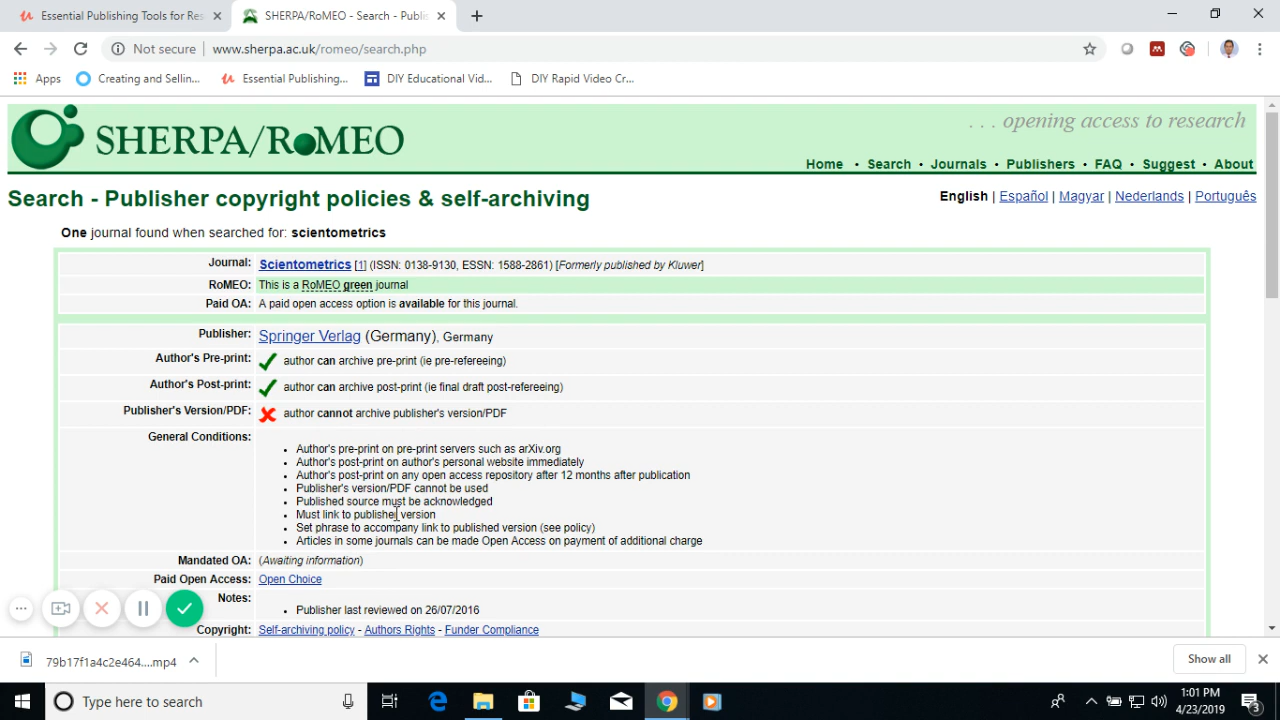 Essential Publishing Tools for Res
SHERPA/RoMEO - Search - Publis
Not secure | www.sherpa.ac.uk/romeo/search.php
Apps
Creating and Sellin...
Essential Publishing...
DIY Educational Vid...
DIY Rapid Video Cr...
SHERPA/RoMEO
. . . opening access to research
Home • Search • Journals • Publishers • FAQ • Suggest • About
Search - Publisher copyright policies & self-archiving
English | Español | Magyar | Nederlands | Português
One journal found when searched for: scientometrics
Journal: Scientometrics [1] (ISSN: 0138-9130, ESSN: 1588-2861) [Formerly published by Kluwer]
RoMEO: This is a RoMEO green journal
Paid OA: A paid open access option is available for this journal.
Publisher: Springer Verlag (Germany), Germany
Author's Pre-print: author can archive pre-print (ie pre-refereeing)
Author's Post-print: author can archive post-print (ie final draft post-refereeing)
Publisher's Version/PDF: author cannot archive publisher's version/PDF
General Conditions:
• Author's pre-print on pre-print servers such as arXiv.org
• Author's post-print on author's personal website immediately
• Author's post-print on any open access repository after 12 months after publication
• Publisher's version/PDF cannot be used
• Published source must be acknowledged
• Must link to publisher version
• Set phrase to accompany link to published version (see policy)
• Articles in some journals can be made Open Access on payment of additional charge
Mandated OA: (Awaiting information)
Paid Open Access: Open Choice
Notes:
• Publisher last reviewed on 26/07/2016
Copyright: Self-archiving policy - Authors Rights - Funder Compliance
79b17f1a4c2e464....mp4
Show all
Type here to search
1:01 PM
4/23/2019
3